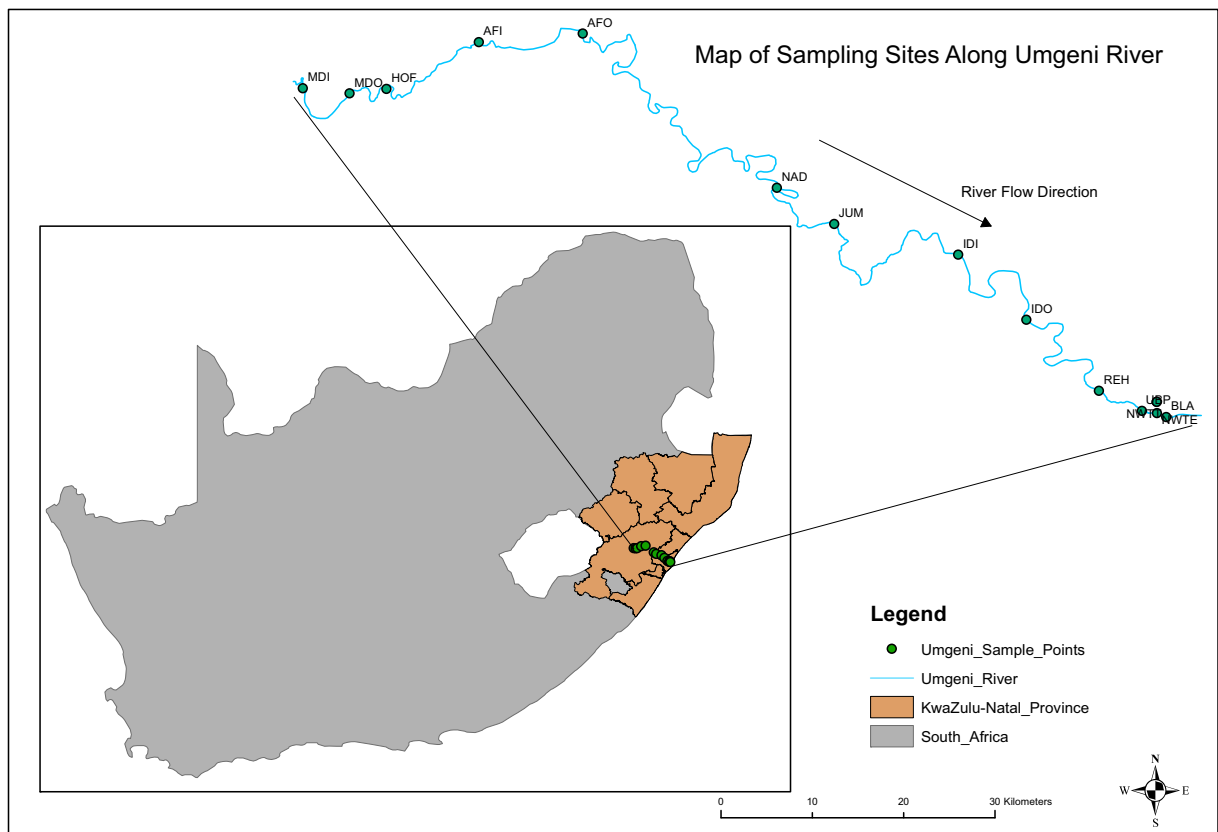 AFO
AFI
Map of Sampling Sites Along Umgeni River
MDI
MDO
HOF
NAD
River Flow Direction
JUM
IDI
IDO
REH
BLA
NWTE
Legend
Umgeni_Sample_Points
Umgeni_River
KwaZulu-Natal_Province
South_Africa
N
W
E
S
0
10
20
30 Kilometers